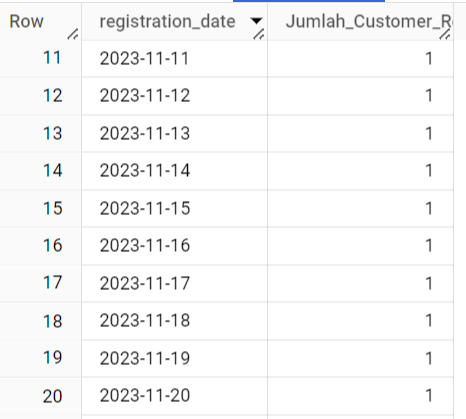 Row registration_date Jumlah_Customer_R
11 2023-11-11 1
12 2023-11-12 1
13 2023-11-13 1
14 2023-11-14 1
15 2023-11-15 1
16 2023-11-16 1
17 2023-11-17 1
18 2023-11-18 1
19 2023-11-19 1
20 2023-11-20 1